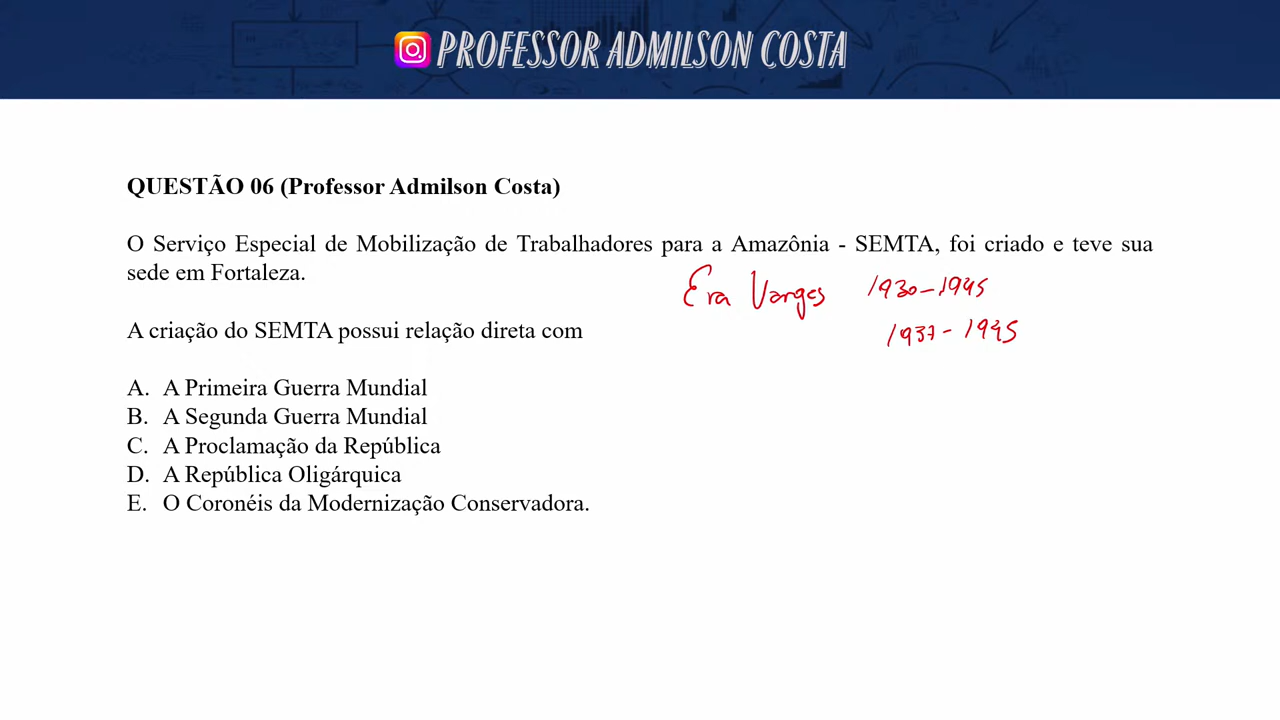 PROFESSOR ADMILSON COSTA
QUESTÃO 06 (Professor Admilson Costa)
O Serviço Especial de Mobilização de Trabalhadores para a Amazônia - SEMTA, foi criado e teve sua
sede em Fortaleza.
Era Vargas 1930-1945
A criação do SEMTA possui relação direta com
1937-1945
A. A Primeira Guerra Mundial
B. A Segunda Guerra Mundial
C. A Proclamação da República
D. A República Oligárquica
E. O Coronéis da Modernização Conservadora.